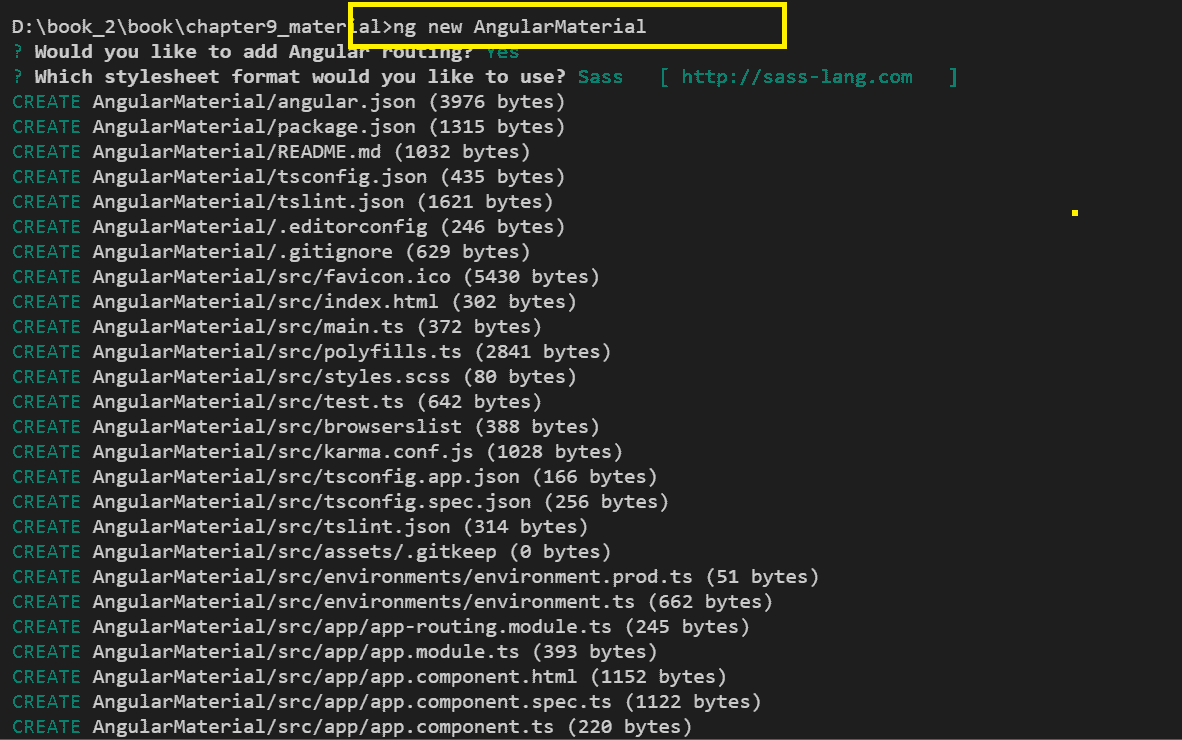 D:\book_2\book\chapter9_material>ng new AngularMaterial
? Would you like to add Angular routing? Yes
? Which stylesheet format would you like to use? Sass   [ http://sass-lang.com   ]
CREATE AngularMaterial/angular.json (3976 bytes)
CREATE AngularMaterial/package.json (1315 bytes)
CREATE AngularMaterial/README.md (1032 bytes)
CREATE AngularMaterial/tsconfig.json (435 bytes)
CREATE AngularMaterial/tslint.json (1621 bytes)
CREATE AngularMaterial/.editorconfig (246 bytes)
CREATE AngularMaterial/.gitignore (629 bytes)
CREATE AngularMaterial/src/favicon.ico (5430 bytes)
CREATE AngularMaterial/src/index.html (302 bytes)
CREATE AngularMaterial/src/main.ts (372 bytes)
CREATE AngularMaterial/src/polyfills.ts (2841 bytes)
CREATE AngularMaterial/src/styles.scss (80 bytes)
CREATE AngularMaterial/src/test.ts (642 bytes)
CREATE AngularMaterial/src/browserslist (388 bytes)
CREATE AngularMaterial/src/karma.conf.js (1028 bytes)
CREATE AngularMaterial/src/tsconfig.app.json (166 bytes)
CREATE AngularMaterial/src/tsconfig.spec.json (256 bytes)
CREATE AngularMaterial/src/tslint.json (314 bytes)
CREATE AngularMaterial/src/assets/.gitkeep (0 bytes)
CREATE AngularMaterial/src/environments/environment.prod.ts (51 bytes)
CREATE AngularMaterial/src/environments/environment.ts (662 bytes)
CREATE AngularMaterial/src/app/app-routing.module.ts (245 bytes)
CREATE AngularMaterial/src/app/app.module.ts (393 bytes)
CREATE AngularMaterial/src/app/app.component.html (1152 bytes)
CREATE AngularMaterial/src/app/app.component.spec.ts (1122 bytes)
CREATE AngularMaterial/src/app/app.component.ts (220 bytes)